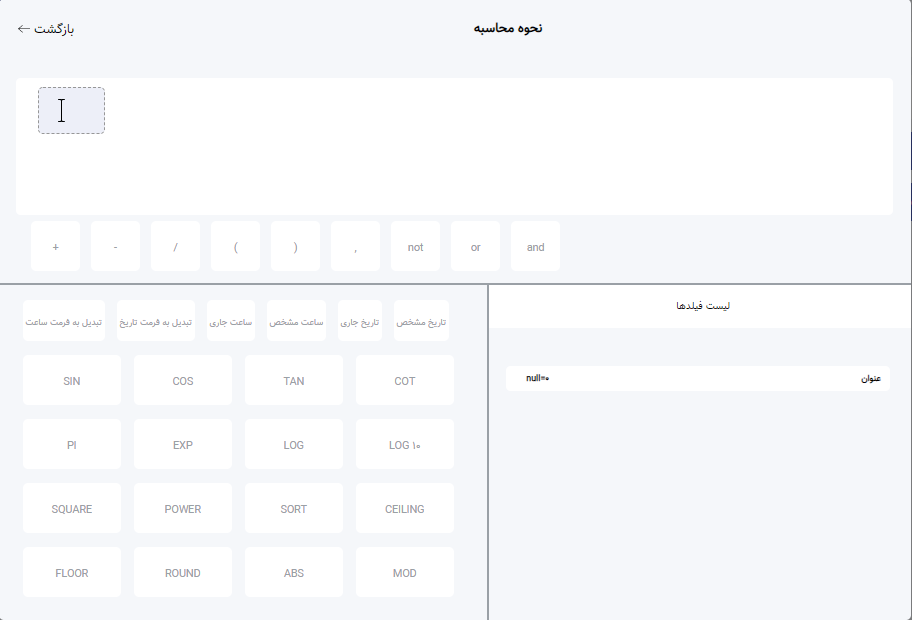 نحوه محاسبه
بازگشت ←
+ - / ( ) , not or and
لیست فیلدها
عنوان
null=۰
تاریخ مشخص
تاریخ جاری
ساعت مشخص
ساعت جاری
تبدیل به فرمت تاریخ
تبدیل به فرمت ساعت
SIN COS TAN COT
PI EXP LOG LOG ۱۰
SQUARE POWER SORT CEILING
FLOOR ROUND ABS MOD